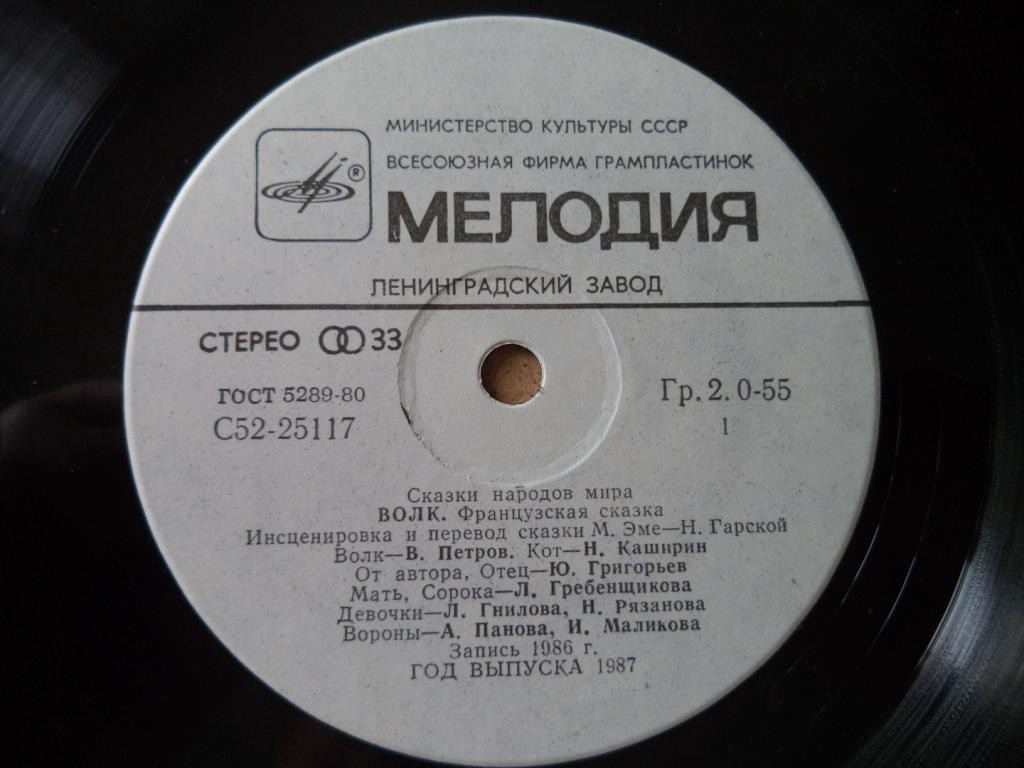 МИНИСТЕРСТВО КУЛЬТУРЫ СССР
ВСЕСОЮЗНАЯ ФИРМА ГРАМПЛАСТИНОК
®
МЕЛОДИЯ
ЛЕНИНГРАДСКИЙ ЗАВОД
СТЕРЕО 33
ГОСТ 5289-80
Гр. 2. 0-55
С52-25117
1
Сказки народов мира
ВОЛК. Французская сказка
Инсценировка и перевод сказки М. Эме—Н. Гарской
Волк—В. Петров. Кот—Н. Каширин
От автора, Отец—Ю. Григорьев
Мать, Сорока—Л. Гребенщикова
Девочки—Л. Гнилова, Н. Рязанова
Вороны—А. Панова, И. Маликова
Запись 1986 г.
ГОД ВЫПУСКА 1987